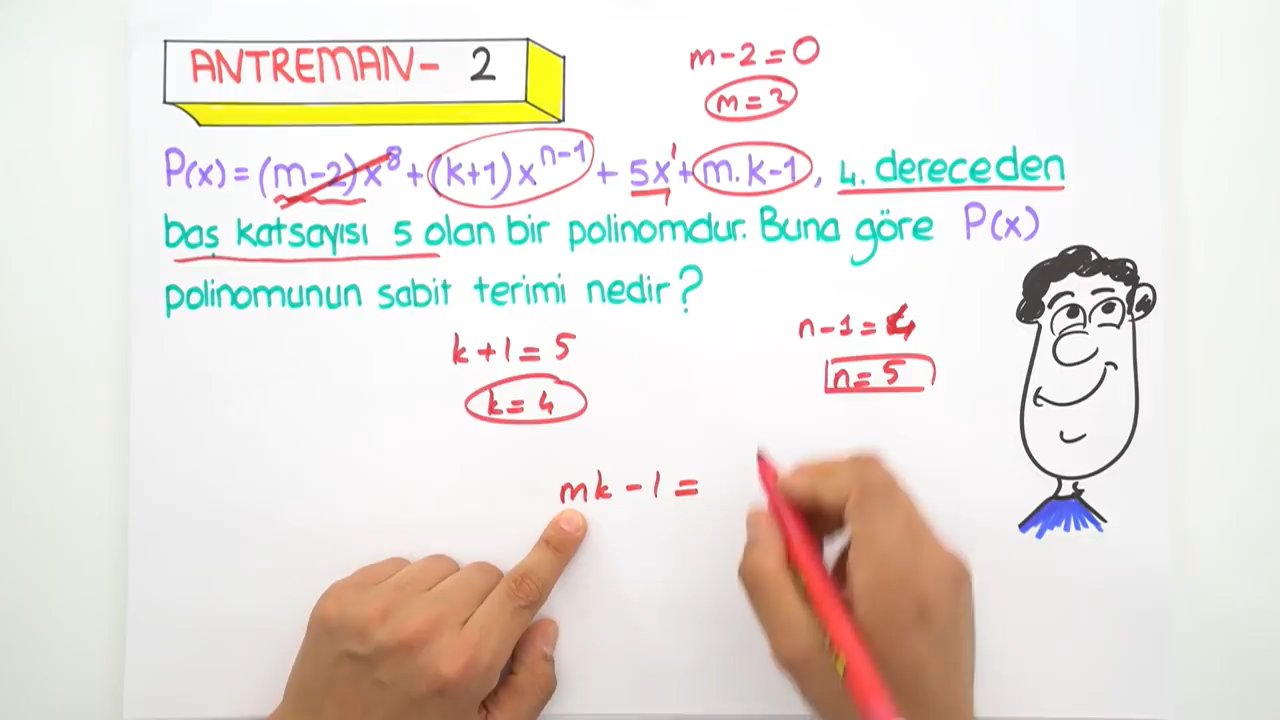 ANTREMAN- 2
m-2=0
m=2
P(x)=(m-2)x⁸+(k+1)xⁿ⁻¹ + 5x¹+m.k-1, 4. dereceden
baş katsayısı 5 olan bir polinomdur. Buna göre P(x)
polinomunun sabit terimi nedir?
k+1=5
k=4
n-1=4
n=5
mk-1=